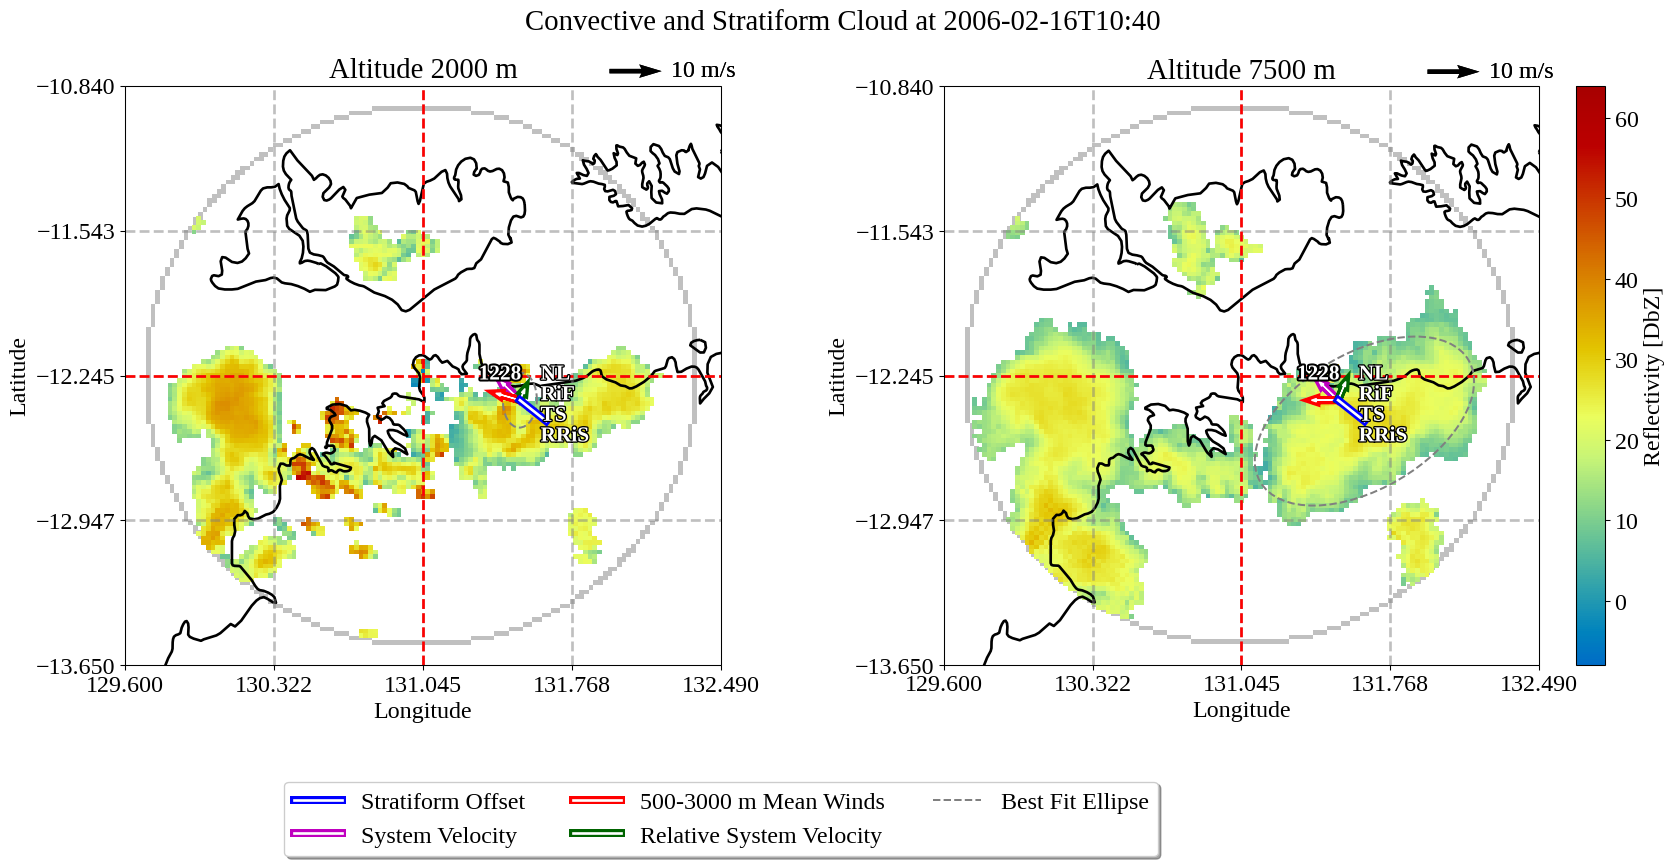 Convective and Stratiform Cloud at 2006-02-16T10:40
Altitude 2000 m
10 m/s
Altitude 7500 m
10 m/s
−10.840
−11.543
−12.245
−12.947
−13.650
Latitude
129.600
130.322
131.045
131.768
132.490
Longitude
1228
NL
RiF
TS
RRiS
−10.840
−11.543
−12.245
−12.947
−13.650
Latitude
129.600
130.322
131.045
131.768
132.490
Longitude
1228
NL
RiF
TS
RRiS
60
50
40
30
20
10
0
Reflectivity [DbZ]
Stratiform Offset
System Velocity
500-3000 m Mean Winds
Relative System Velocity
Best Fit Ellipse